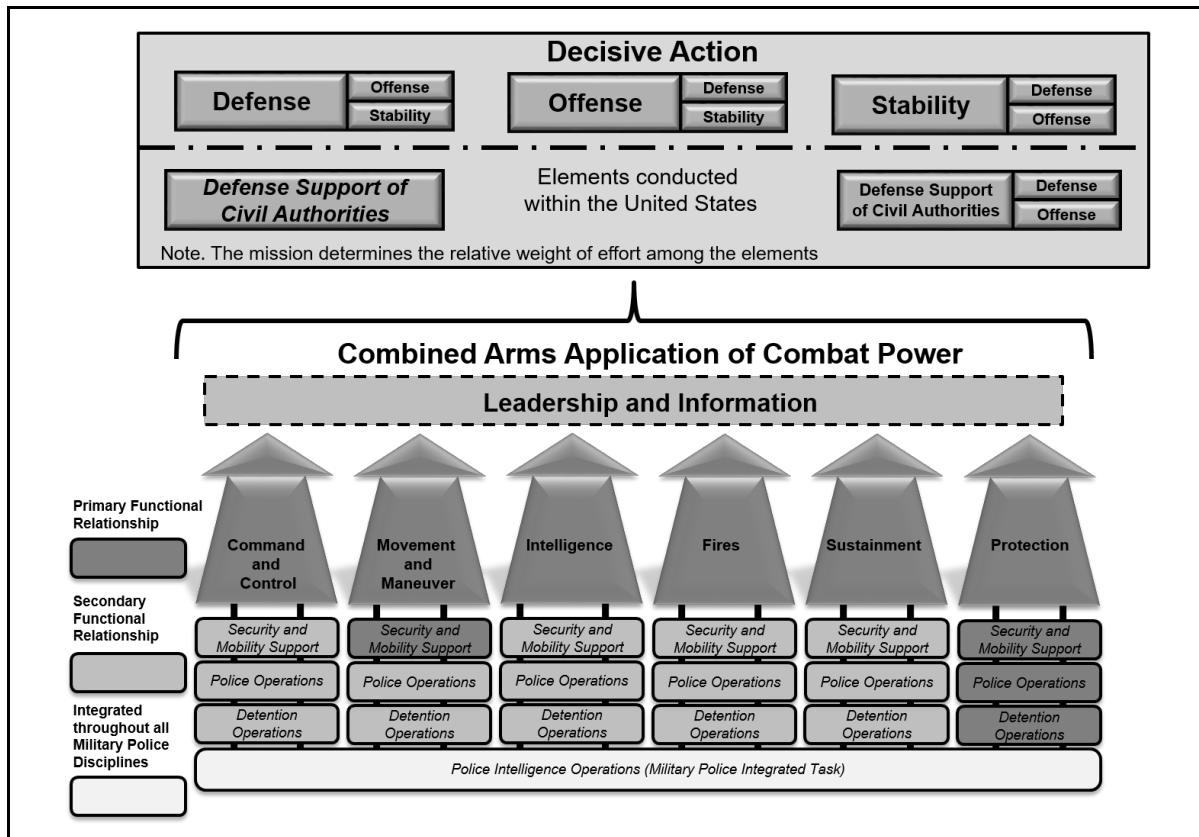 Decisive Action
Defense
Offense
Stability
Offense
Defense
Stability
Stability
Defense
Offense
Defense Support of
Civil Authorities
Elements conducted
within the United States
Defense Support
of Civil Authorities
Defense
Offense
Note. The mission determines the relative weight of effort among the elements
Combined Arms Application of Combat Power
Leadership and Information
Primary Functional
Relationship
Secondary
Functional
Relationship
Integrated
throughout all
Military Police
Disciplines
Command
and
Control
Movement
and
Maneuver
Intelligence
Fires
Sustainment
Protection
Security and
Mobility Support
Security and
Mobility Support
Security and
Mobility Support
Security and
Mobility Support
Security and
Mobility Support
Security and
Mobility Support
Police Operations
Police Operations
Police Operations
Police Operations
Police Operations
Police Operations
Detention
Operations
Detention
Operations
Detention
Operations
Detention
Operations
Detention
Operations
Detention
Operations
Police Intelligence Operations (Military Police Integrated Task)